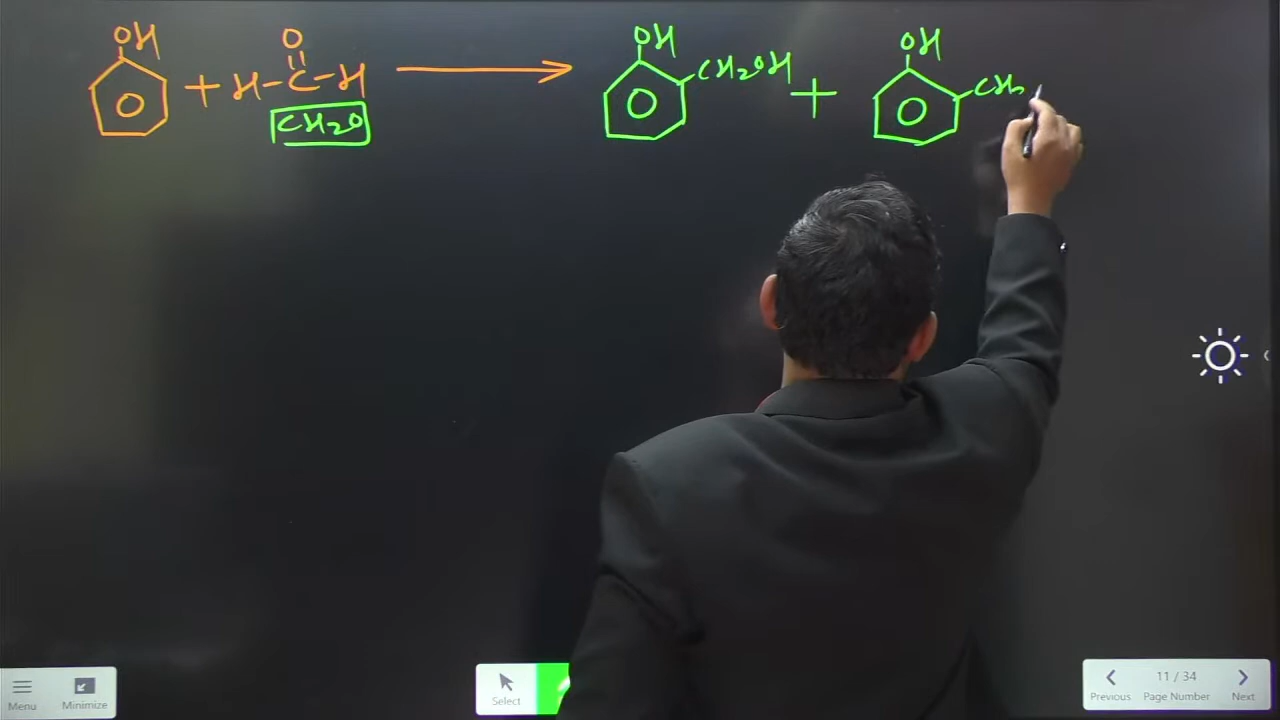 OH
O
OH
OH
+ H-C-H
CH2OH +
CH2
CH2O
Menu
Minimize
Select
11 / 34
Previous
Page Number
Next